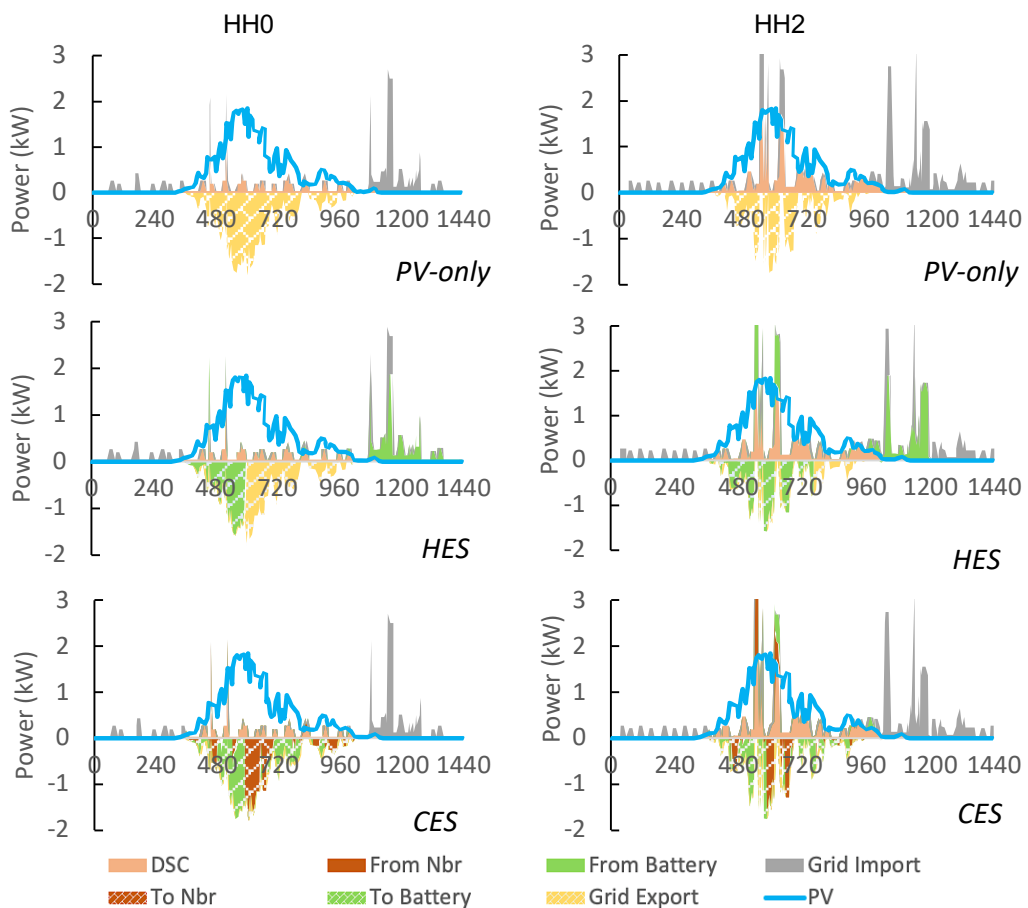 HH0
HH2
3
2
1
0
-1
-2
Power (kW)
0 240 480 720 960 1200 1440
PV-only
3
2
1
0
-1
-2
Power (kW)
0 240 480 720 960 1200 1440
PV-only
3
2
1
0
-1
-2
Power (kW)
0 240 480 720 960 1200 1440
HES
3
2
1
0
-1
-2
Power (kW)
0 240 480 720 960 1200 1440
HES
3
2
1
0
-1
-2
Power (kW)
0 240 480 720 960 1200 1440
CES
3
2
1
0
-1
-2
Power (kW)
0 240 480 720 960 1200 1440
CES
DSC From Nbr From Battery Grid Import
To Nbr To Battery Grid Export PV